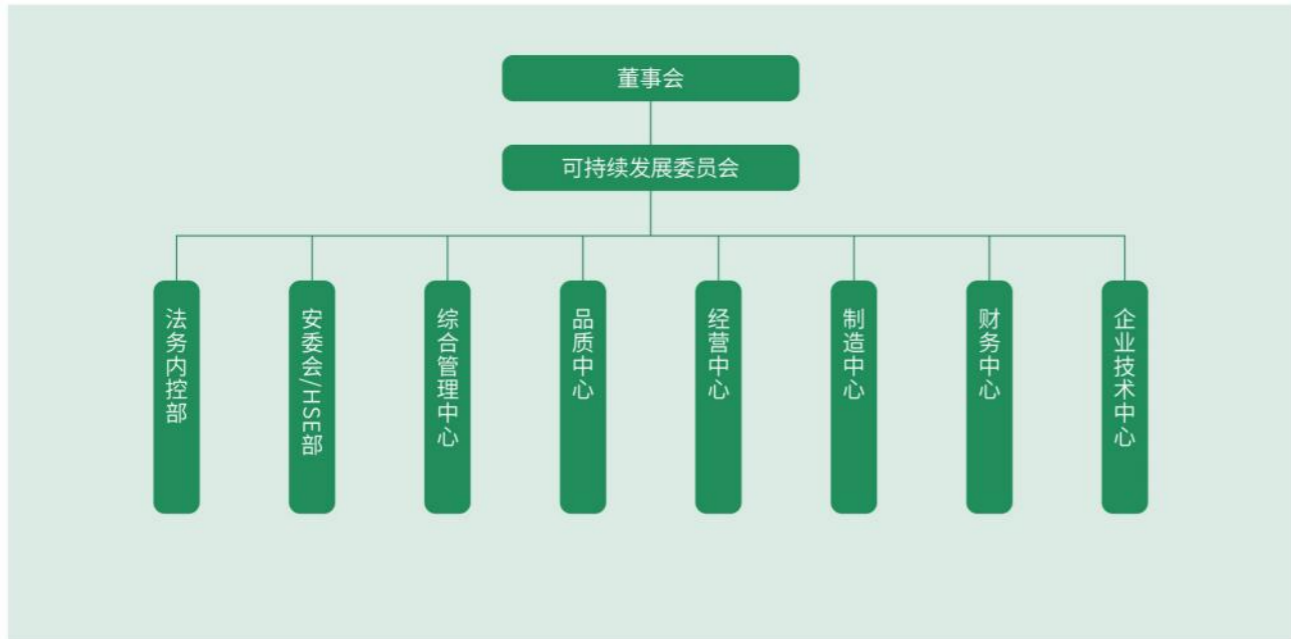 董事会
可持续发展委员会
法务内控部
安委会/HSE部
综合管理中心
品质中心
经营中心
制造中心
财务中心
企业技术中心